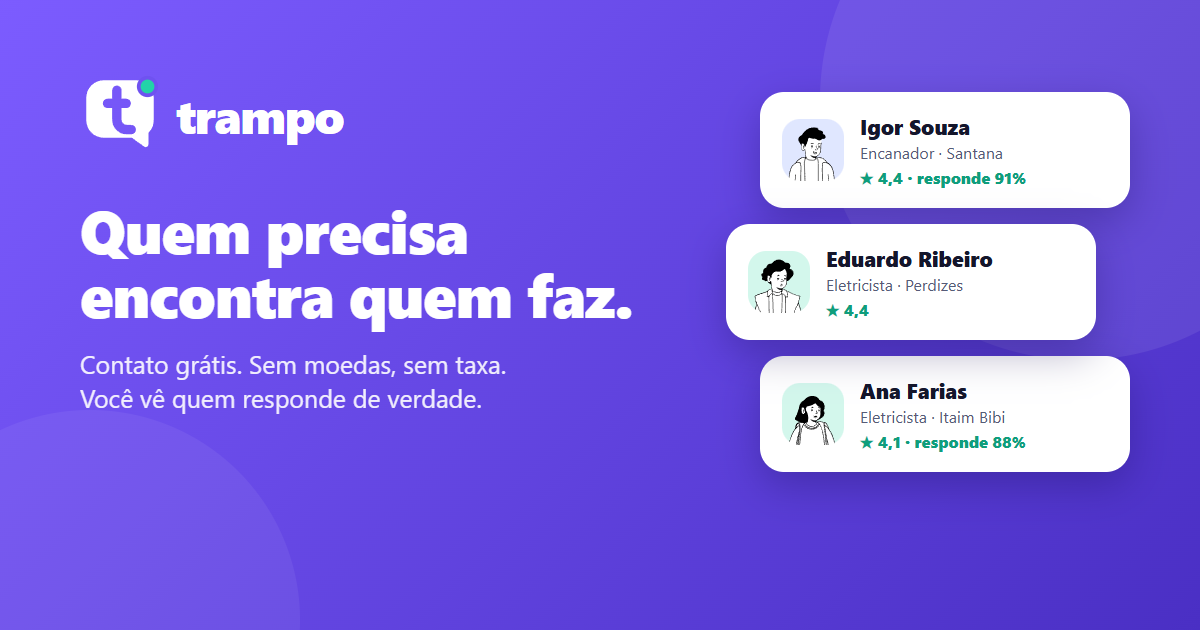 trampo
Quem precisa
encontra quem faz.
Contato grátis. Sem moedas, sem taxa.
Você vê quem responde de verdade.
Igor Souza
Encanador · Santana
★ 4,4 · responde 91%
Eduardo Ribeiro
Eletricista · Perdizes
★ 4,4
Ana Farias
Eletricista · Itaim Bibi
★ 4,1 · responde 88%